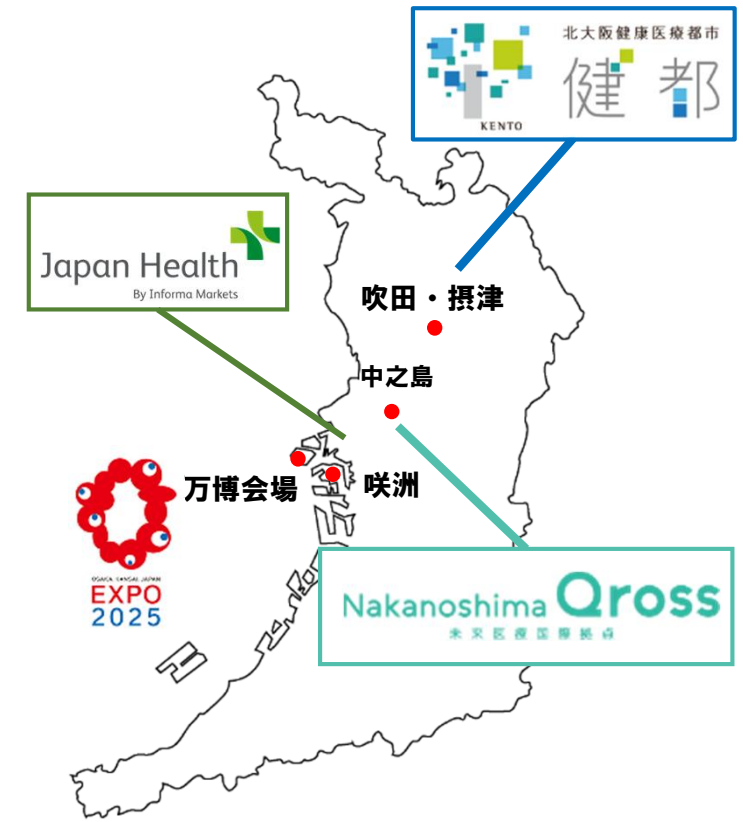 北大阪健康医療都市
健都
KENTO
Japan Health
By Informa Markets
吹田・摂津
中之島
万博会場
咲洲
OSAKA, KANSAI, JAPAN
EXPO
2025
Nakanoshima Qross
未来医療国際拠点